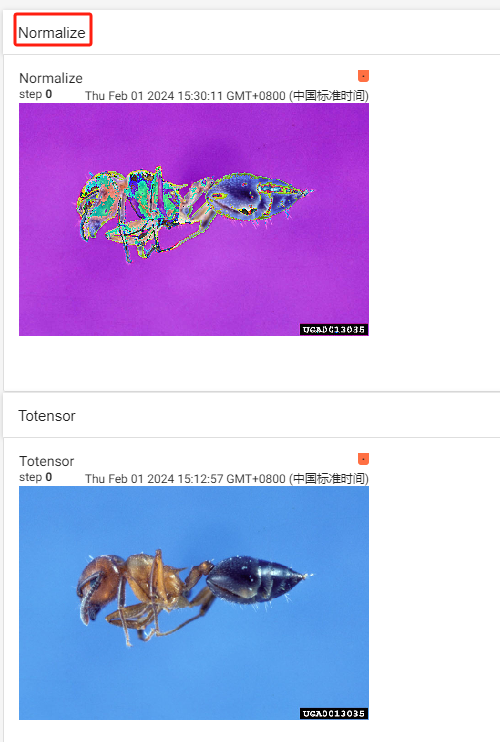 Normalize
Normalize
step 0
Thu Feb 01 2024 15:30:11 GMT+0800 (中国标准时间)
UGA0013035
Totensor
Totensor
step 0
Thu Feb 01 2024 15:12:57 GMT+0800 (中国标准时间)
UGA0013035